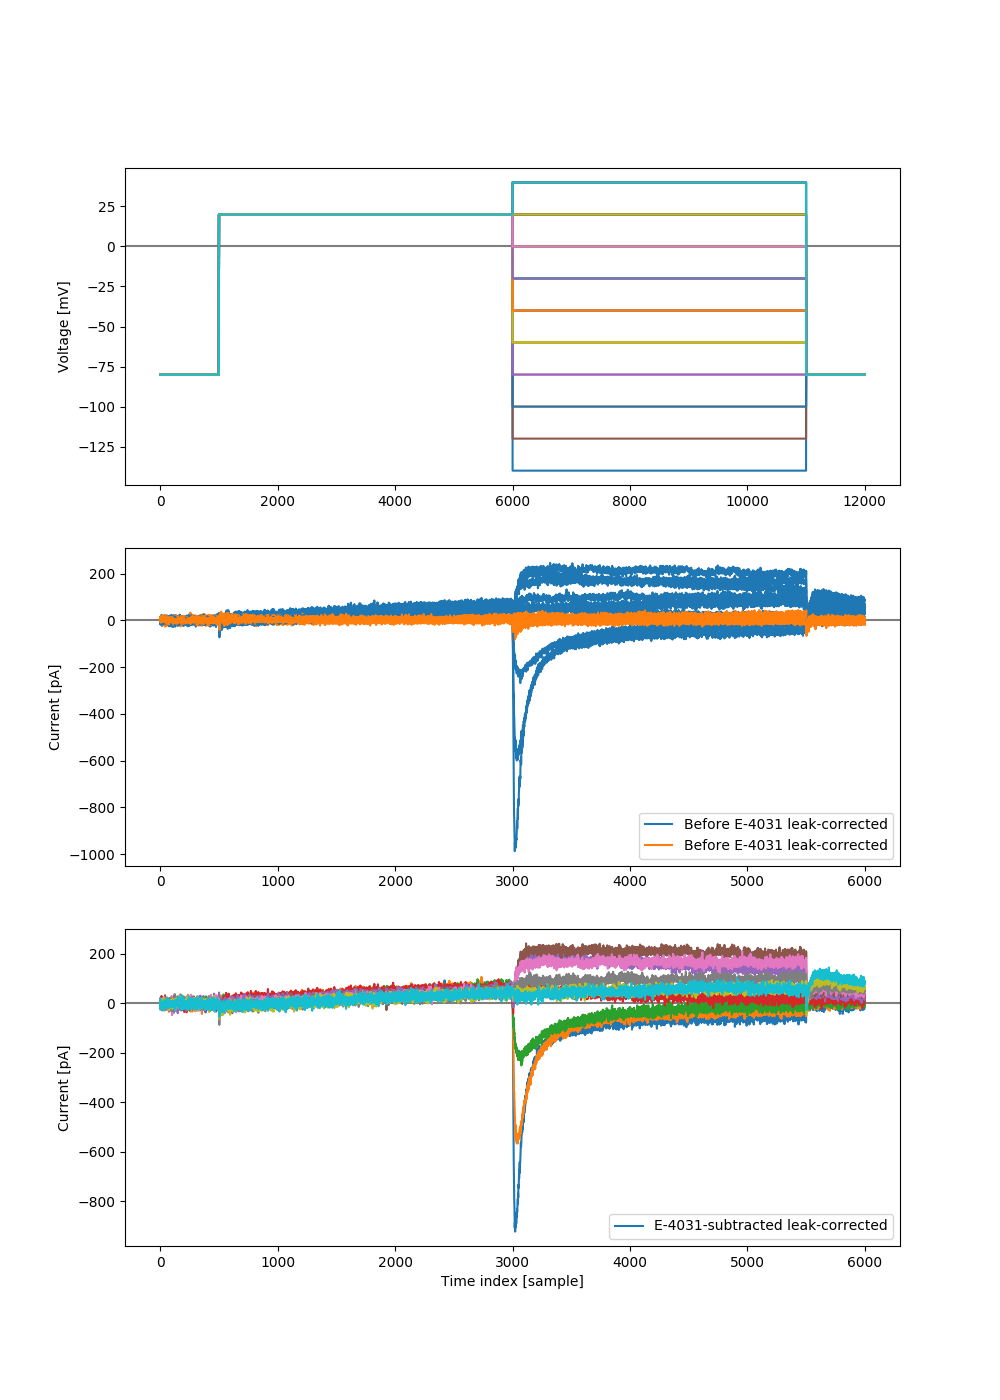 25
0
−25
−50
−75
−100
−125
Voltage [mV]
0 2000 4000 6000 8000 10000 12000
200
0
−200
−400
−600
−800
−1000
Current [pA]
Before E-4031 leak-corrected
Before E-4031 leak-corrected
0 1000 2000 3000 4000 5000 6000
200
0
−200
−400
−600
−800
Current [pA]
E-4031-subtracted leak-corrected
0 1000 2000 3000 4000 5000 6000
Time index [sample]